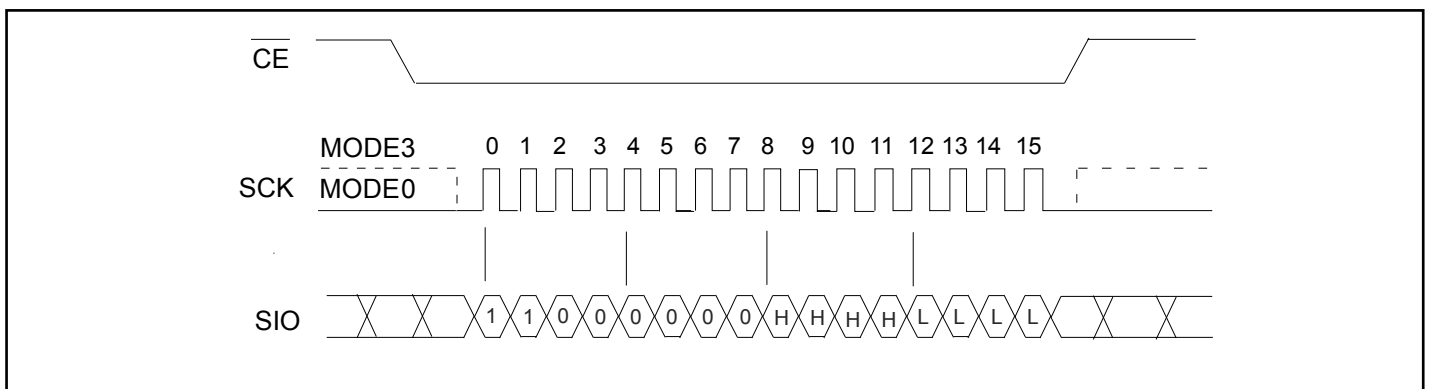 CE
MODE3 0 1 2 3 4 5 6 7 8 9 10 11 12 13 14 15
SCK MODE0
SIO 1 1 0 0 0 0 0 0 H H H H L L L L